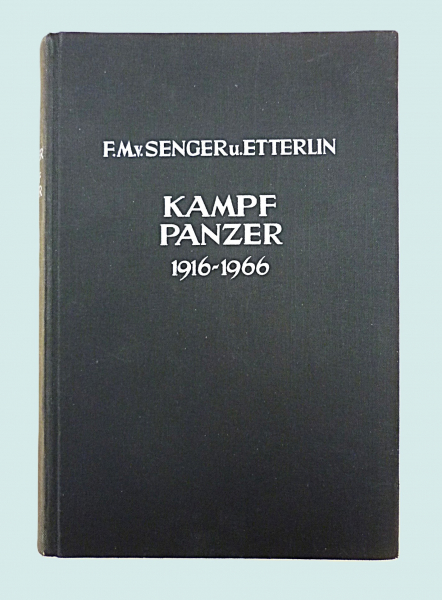 F.M.v.SENGER u. ETTERLIN
KAMPF
PANZER
1916-1966